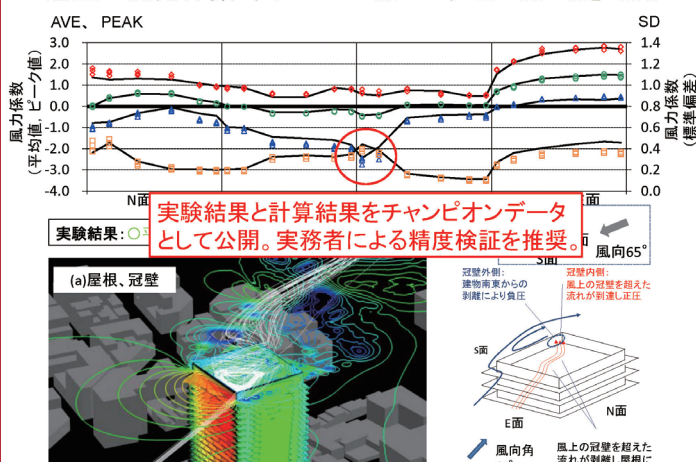 AVE、 PEAK
SD
3.0
2.0
1.0
0.0
-1.0
-2.0
-3.0
-4.0
1.4
1.2
1.0
0.8
0.6
0.4
0.2
0.0
風力係数
(平均値, ピーク値)
風力係数
(標準偏差)
N面
実験結果と計算結果をチャンピオンデータ
として公開。実務者による精度検証を推奨。
実験結果:
風向65°
(a)屋根、冠壁
冠壁外側:
建物南東からの
剥離により負圧
冠壁内側:
風上の冠壁を超えた
流れが到達し正圧
S面
E面
N面
風向角
風上の冠壁を超えた
流れが剥離し屋根に